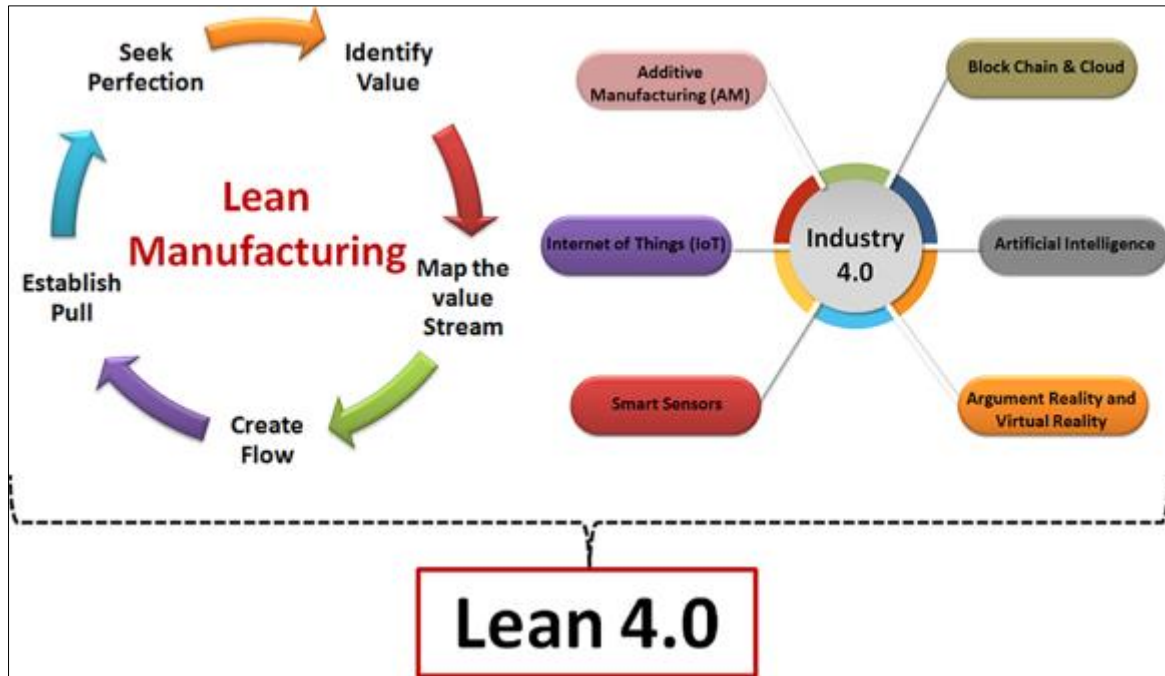 Seek
Perfection
Identify
Value
Lean
Manufacturing
Map the
value
Stream
Establish
Pull
Create
Flow
Additive
Manufacturing (AM)
Block Chain & Cloud
Internet of Things (IoT)
Industry
4.0
Artificial Intelligence
Smart Sensors
Argument Reality and
Virtual Reality
Lean 4.0